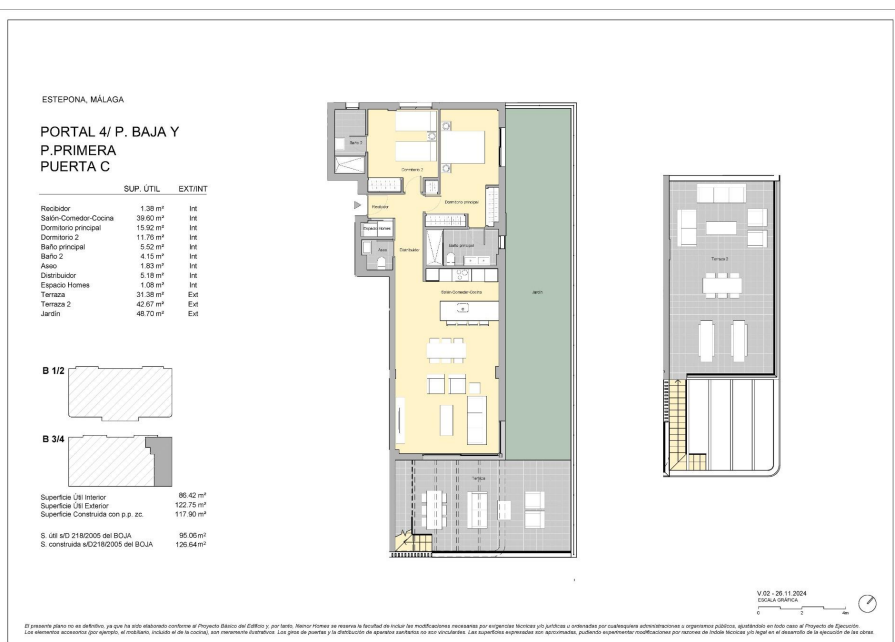 ESTEPONA, MÁLAGA
PORTAL 4/ P. BAJA Y
P.PRIMERA
PUERTA C
SUP. ÚTIL EXT/INT
Recibidor 1.38 m² Int
Salón-Comedor-Cocina 39.60 m² Int
Dormitorio principal 15.92 m² Int
Dormitorio 2 11.76 m² Int
Baño principal 5.52 m² Int
Baño 2 4.15 m² Int
Aseo 1.83 m² Int
Distribuidor 5.18 m² Int
Espacio Homes 1.08 m² Int
Terraza 31.38 m² Ext
Terraza 2 42.67 m² Ext
Jardín 48.70 m² Ext
B 1/2
B 3/4
Superficie Útil Interior 86.42 m²
Superficie Útil Exterior 122.75 m²
Superficie Construida con p.p. zc. 117.90 m²
S. útil s/D 218/2005 del BOJA 95.06 m²
S. construida s/D218/2005 del BOJA 126.64 m²
Baño 2
Dormitorio 2
Dormitorio principal
Recibidor
Espacio Homes
Aseo
Distribuidor
Baño principal
Salón-Comedor-Cocina
Jardín
Terraza
Terraza 2
V.02 - 26.11.2024
ESCALA GRÁFICA
0 2 4m
El presente plano no es definitivo, ya que ha sido elaborado conforme al Proyecto Básico del Edificio y, por tanto, Neinor Homes se reserva la facultad de incluir las modificaciones necesarias por exigencias técnicas y/o jurídicas u ordenadas por cualesquiera administraciones u organismos públicos, ajustándolo en todo caso al Proyecto de Ejecución.
Los elementos accesorios (por ejemplo, el mobiliario, incluido el de la cocina), son meramente ilustrativos. Los giros de puertas y la distribución de aparatos sanitarios no son vinculantes. Las superficies expresadas son aproximadas, pudiendo experimentar modificaciones por razones de índole técnica y/o legal en el desarrollo de la ejecución de las obras